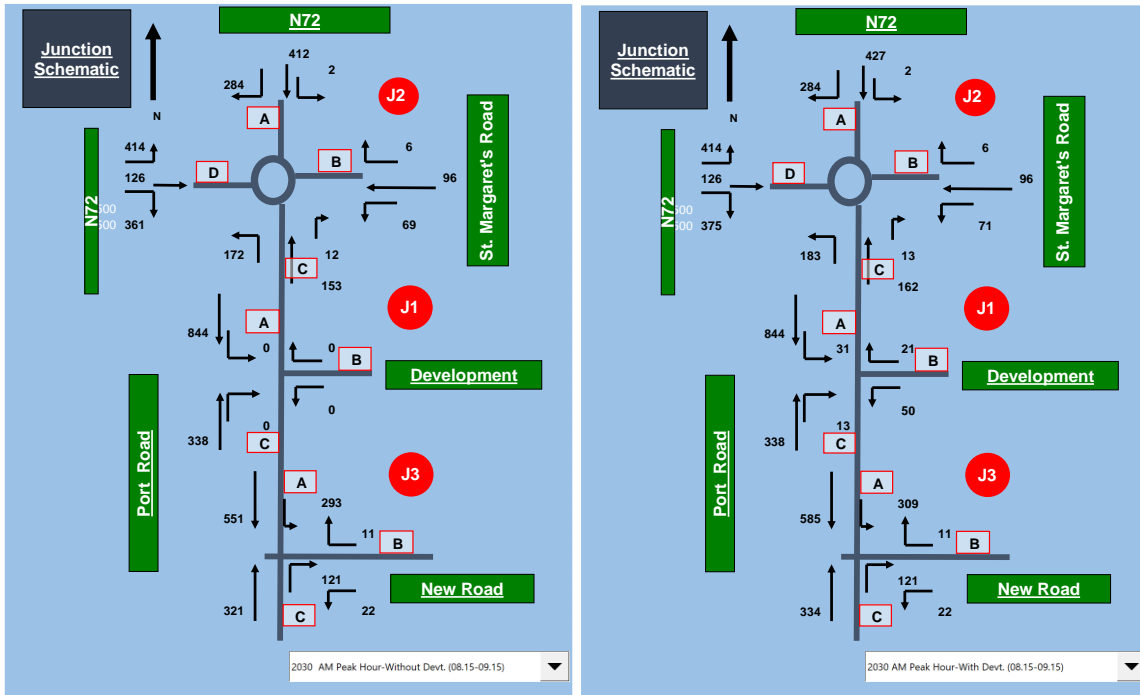 N72
Junction
Schematic
N
412
284
2
J2
A
414
126
361
D
B
6
96
69
N72
500
500
St. Margaret's Road
172
12
C
153
J1
A
844
0
0
B
Development
0
0
338
C
Port Road
J3
A
293
551
11
B
121
New Road
321
22
C
2030 AM Peak Hour-Without Devt. (08.15-09.15)
N72
Junction
Schematic
N
427
284
2
J2
A
414
126
375
D
B
6
96
71
N72
500
500
St. Margaret's Road
183
13
C
162
J1
A
844
31
21
B
Development
50
13
338
C
Port Road
J3
A
309
585
11
B
121
New Road
334
22
C
2030 AM Peak Hour-With Devt. (08.15-09.15)